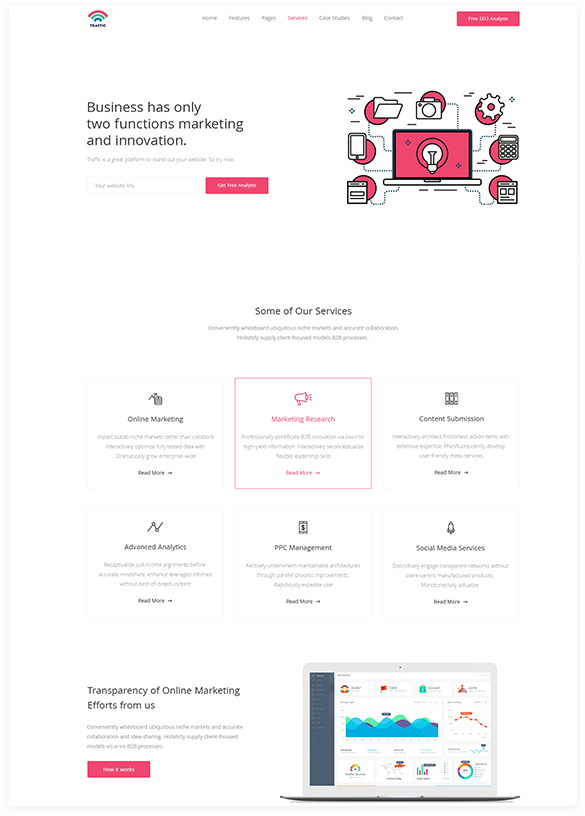 Home Features Pages Services Case Studies Blog Contact
TRAFFIC
Free SEO Analysis
Business has only
two functions marketing
and innovation.
Traffic is a great platform to stand out your website. So try now.
Your website link
Get Free Analysis
Some of Our Services
Conveniently whiteboard ubiquitous niche markets and accurate collaboration.
Holisticly supply client-focused models B2B processes.
Online Marketing
Impact scalab niche markets rather than collabora
Interactively optimize fully tested data with
Dramatically grow enterprise-wide
Read More →
Marketing Research
Professionally pontificate B2B innovation via low-risk
high-yield information. Interactively reconceptualize
flexible leadership skills
Read More →
Content Submission
Interactively architect frictionless action items with
extensive expertise. Phosfluorescently develop
user friendly meta-services
Read More →
Advanced Analytics
Recaptiualize just in time alignments before
accurate mindshare. enhance leveraged inferred
without best-of-breed content
Read More →
PPC Management
through parallel process improvements.
Rapidiously expedite user
Read More →
Social Media Services
Distinctively engage transparent networks without
client-centric manufactured products.
Monotonectally actualize
Read More →
Transparency of Online Marketing
Efforts from us
Conveniently whiteboard ubiquitous niche markets and accurate
collaboration and idea-sharing. Holisticly supply client-focused
models vis-a-vis B2B processes.
How it works